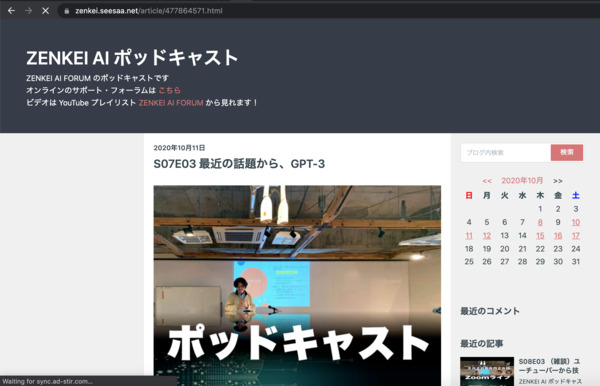 zenkei.seesaa.net/article/477864571.html
ZENKEI AI ポッドキャスト
ZENKEI AI FORUM のポッドキャストです
オンラインのサポート・フォーラムは こちら
ビデオは YouTube プレイリスト ZENKEI AI FORUM から見れます！
2020年10月11日
S07E03 最近の話題から、GPT-3
ポッドキャスト
ブログ内検索
検索
<< 2020年10月 >>
日 月 火 水 木 金 土
1 2 3
4 5 6 7 8 9 10
11 12 13 14 15 16 17
18 19 20 21 22 23 24
25 26 27 28 29 30 31
最近のコメント
最近の記事
S08E03 （雑談）ユ
ーチューバーから技
ZENKEI AI ポッドキャス
Zoomライ
Waiting for sync.ad-stir.com...